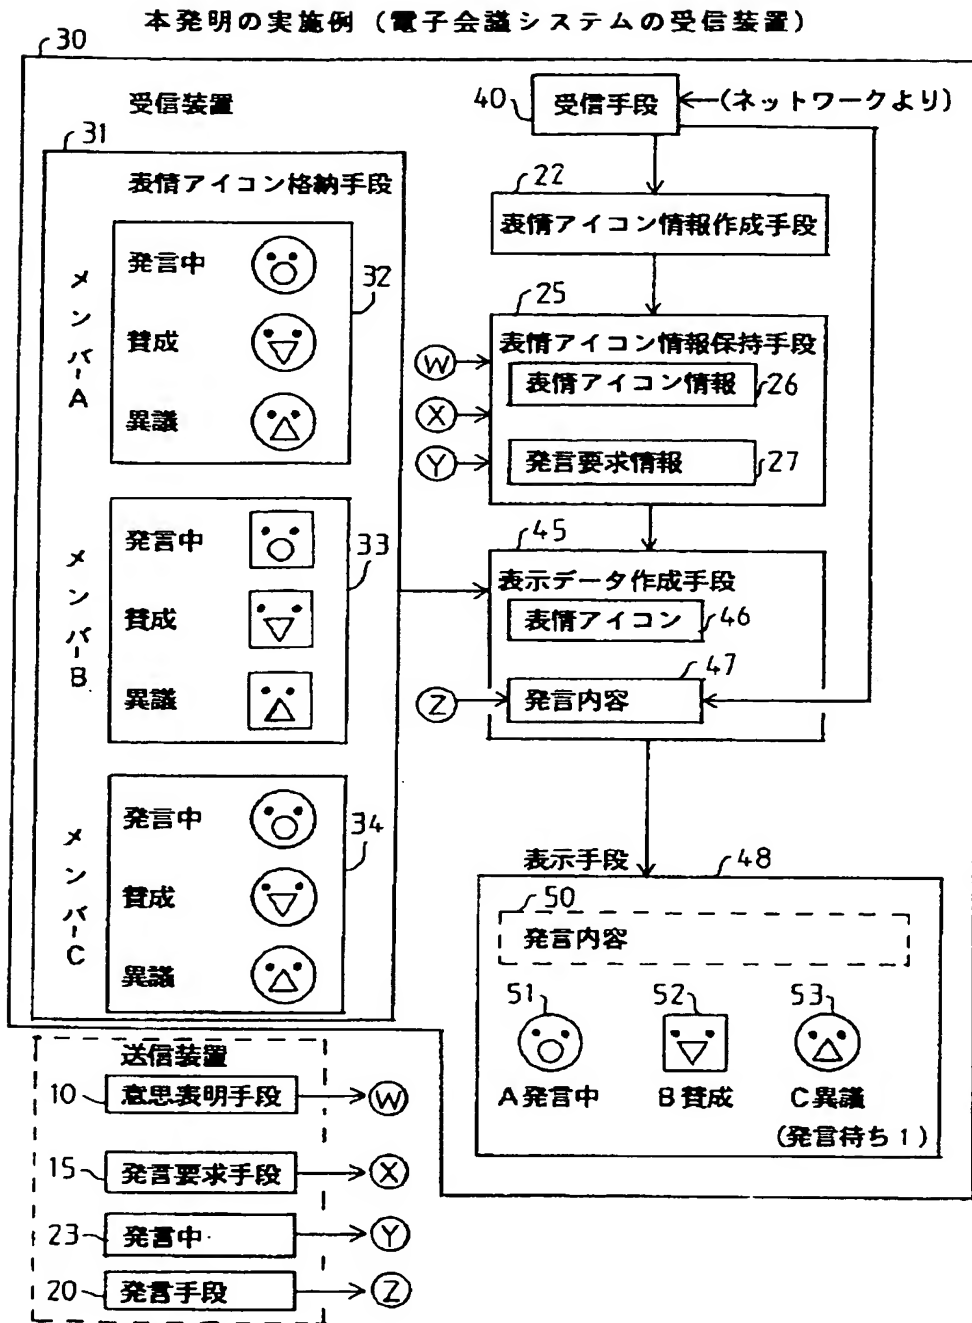 本発明の実施例（電子会議システムの受信装置）
30
受信装置
31
表情アイコン格納手段
メンバーA
発言中
賛成
異議
32
メンバーB
発言中
賛成
異議
33
メンバーC
発言中
賛成
異議
34
40
受信手段
(ネットワークより)
22
表情アイコン情報作成手段
25
表情アイコン情報保持手段
W
表情アイコン情報
26
X
Y
発言要求情報
27
45
表示データ作成手段
表情アイコン
46
47
Z
発言内容
表示手段
48
50
発言内容
51
52
53
A発言中
B賛成
C異議
(発言待ち1)
送信装置
10
意思表明手段
W
15
発言要求手段
X
23
発言中
Y
20
発言手段
Z